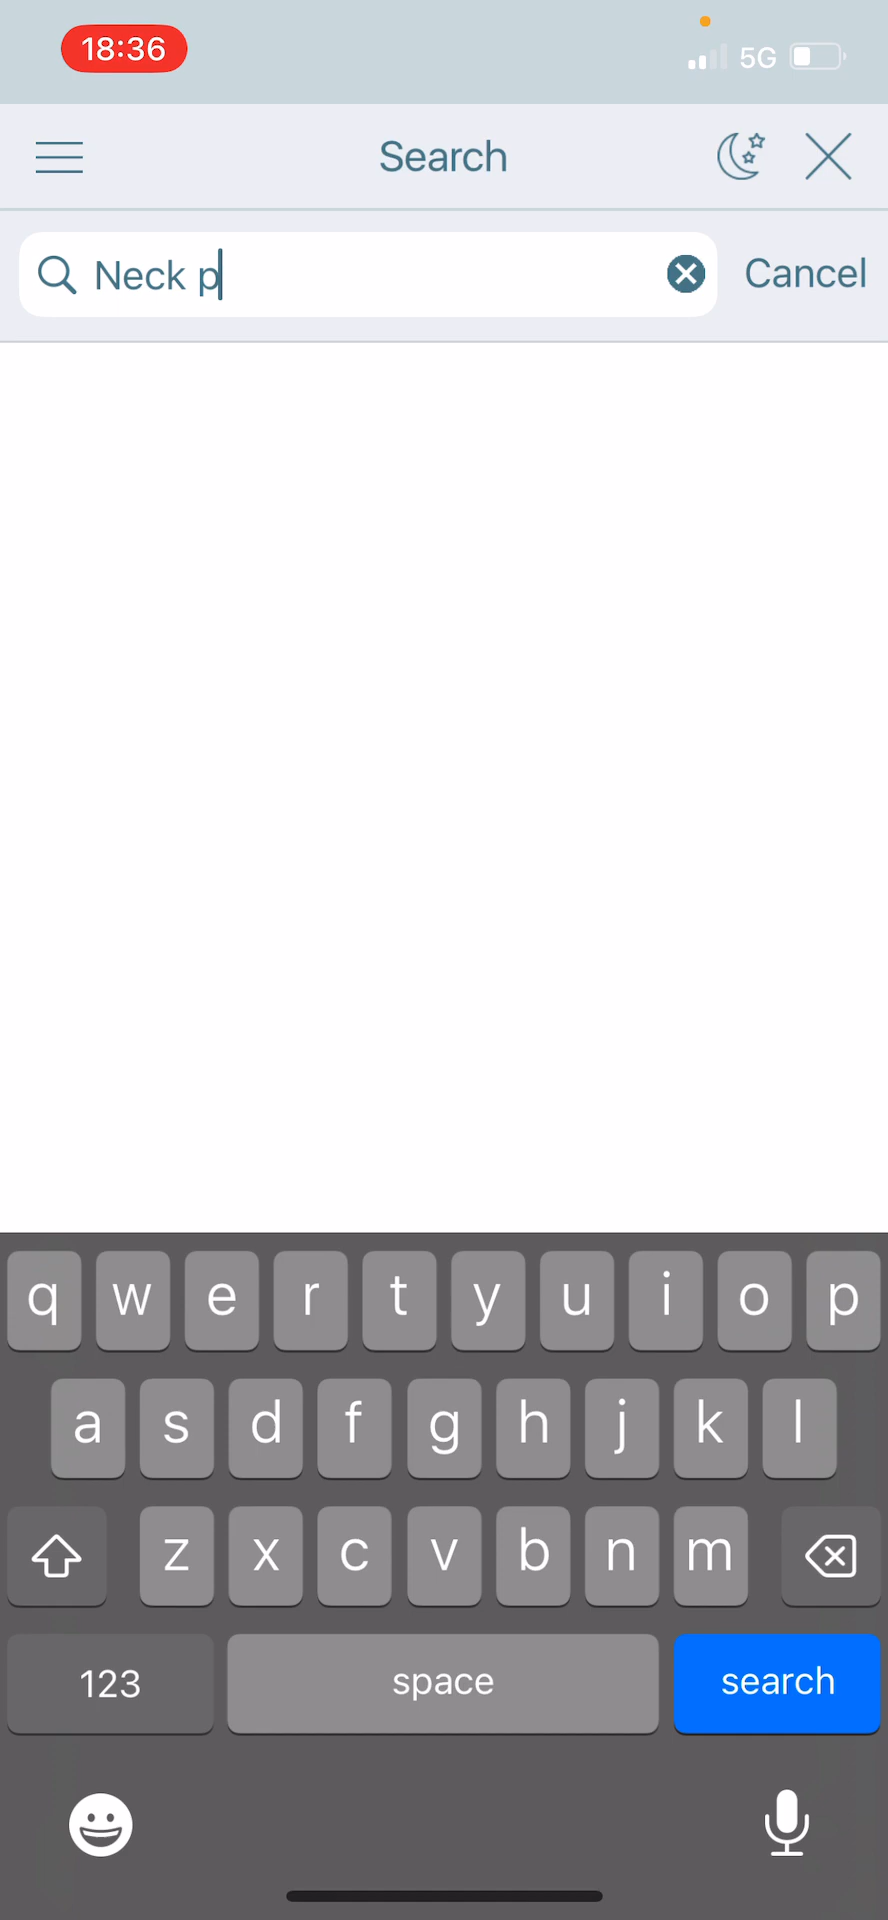 18:36 5G
Search
Neck p Cancel
q w e r t y u i o p
a s d f g h j k l
z x c v b n m
123 space search